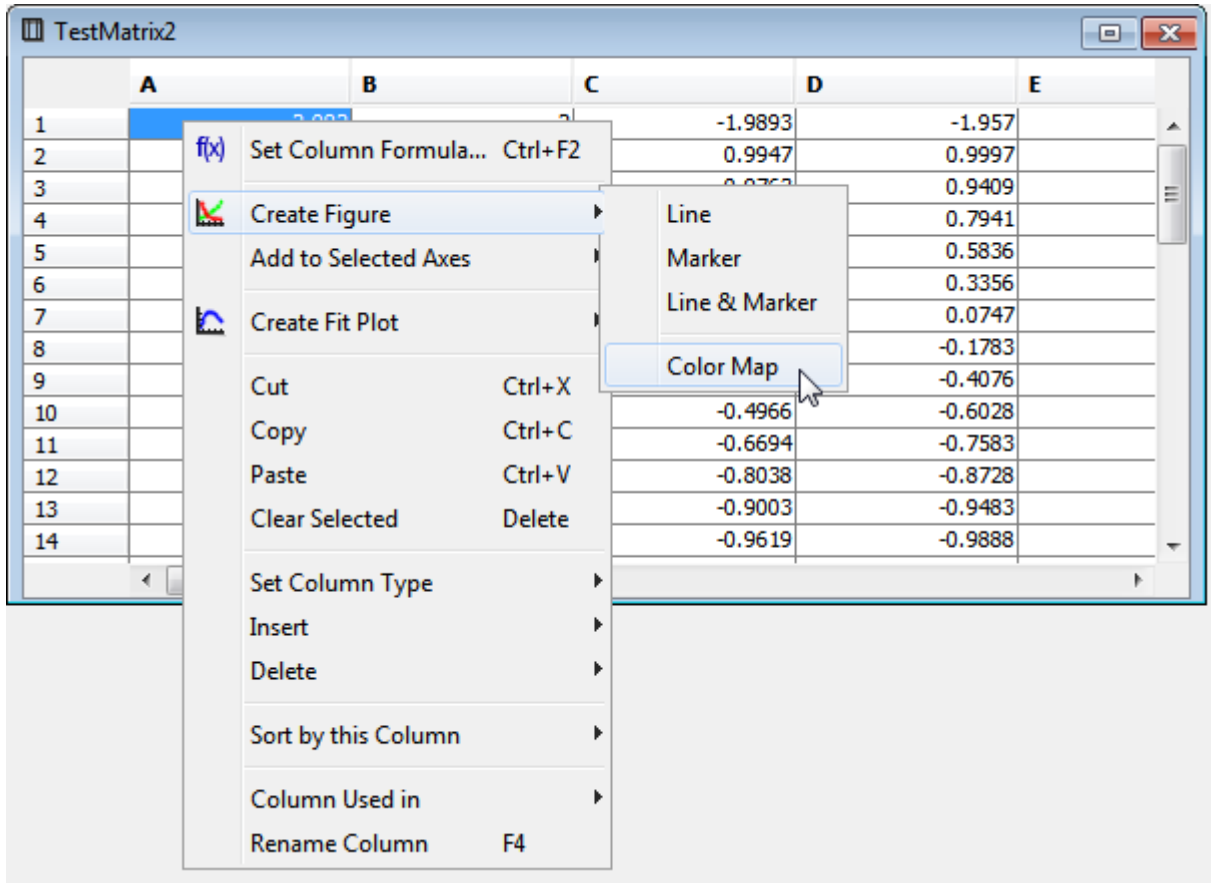 TestMatrix2
A B C D E
1 -1.9893 -1.957
2 0.9947 0.9997
3 0.9409
4 0.7941
5 0.5836
6 0.3356
7 0.0747
8 -0.1783
9 -0.4076
10 -0.4966 -0.6028
11 -0.6694 -0.7583
12 -0.8038 -0.8728
13 -0.9003 -0.9483
14 -0.9619 -0.9888
f(x) Set Column Formula... Ctrl+F2
Create Figure
Add to Selected Axes
Create Fit Plot
Cut Ctrl+X
Copy Ctrl+C
Paste Ctrl+V
Clear Selected Delete
Set Column Type
Insert
Delete
Sort by this Column
Column Used in
Rename Column F4
Line
Marker
Line & Marker
Color Map